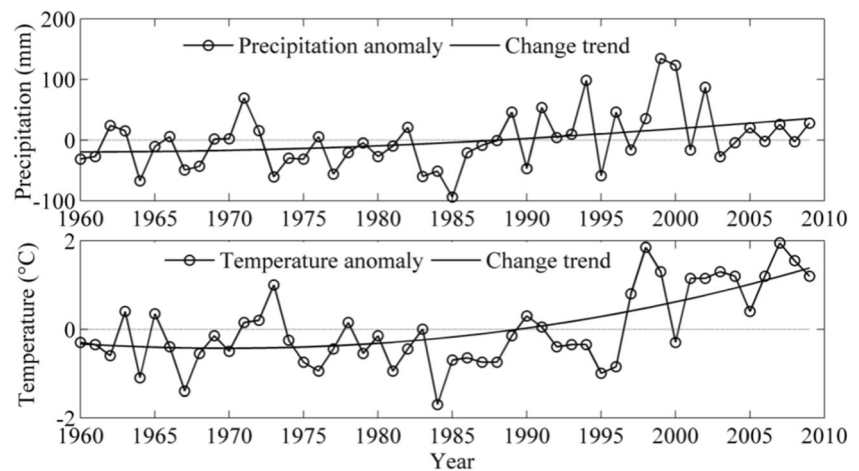 200
Precipitation anomaly Change trend
100
0
-100
Precipitation (mm)
1960 1965 1970 1975 1980 1985 1990 1995 2000 2005 2010
2
Temperature anomaly Change trend
0
-2
Temperature (°C)
1960 1965 1970 1975 1980 1985 1990 1995 2000 2005 2010
Year